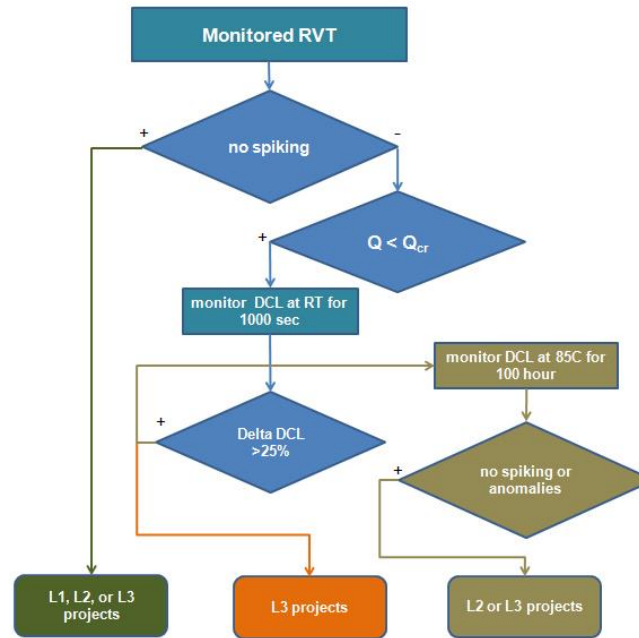 Monitored RVT
+
-
no spiking
+
Q < Qcr
monitor DCL at RT for
1000 sec
monitor DCL at 85C for
100 hour
+
Delta DCL
>25%
+
no spiking or
anomalies
L1, L2, or L3
projects
L3 projects
L2 or L3 projects